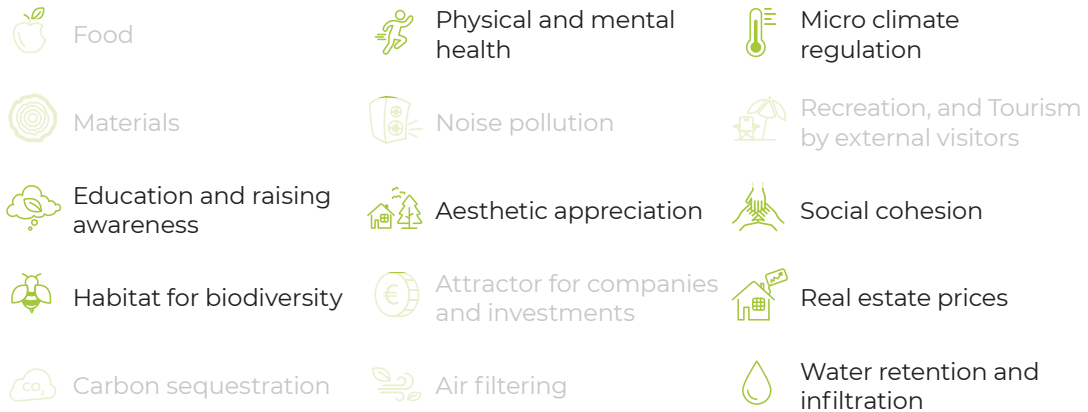 Food
Physical and mental
health
Micro climate
regulation
Materials
Noise pollution
Recreation, and Tourism
by external visitors
Education and raising
awareness
Aesthetic appreciation
Social cohesion
Habitat for biodiversity
€
Attractor for companies
and investments
Real estate prices
CO₂
Carbon sequestration
Air filtering
Water retention and
infiltration